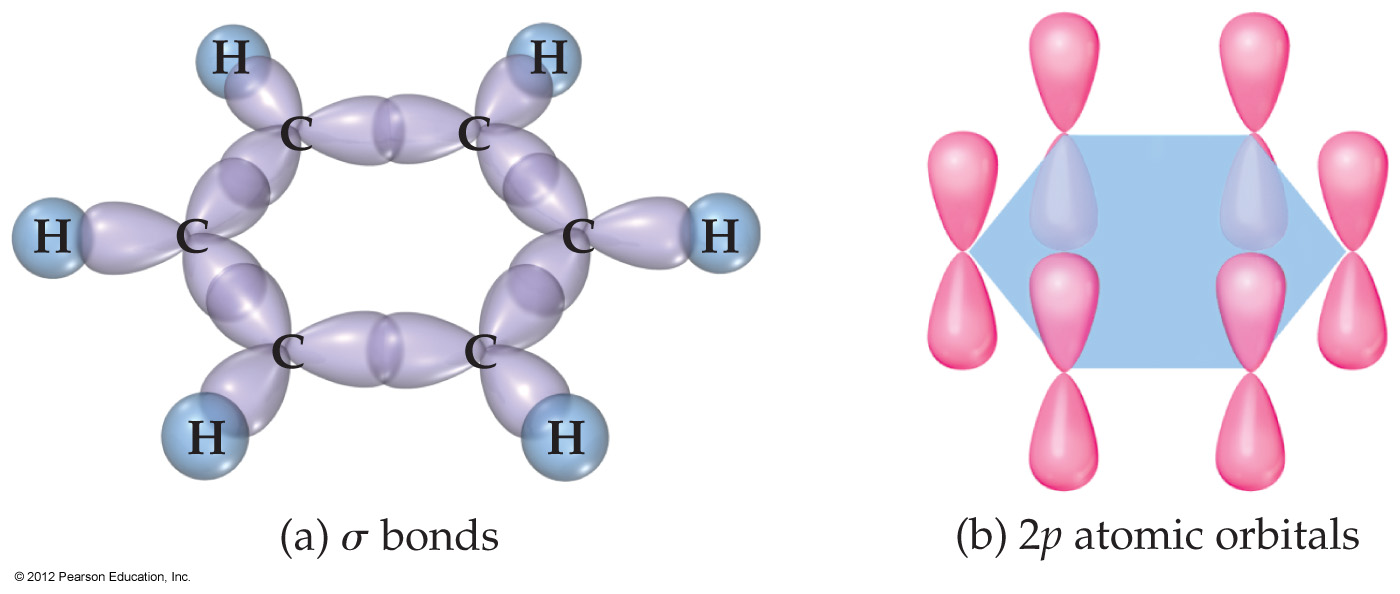 H H
C C
H C C H
C C
H H
(a) σ bonds
(b) 2p atomic orbitals
© 2012 Pearson Education, Inc.